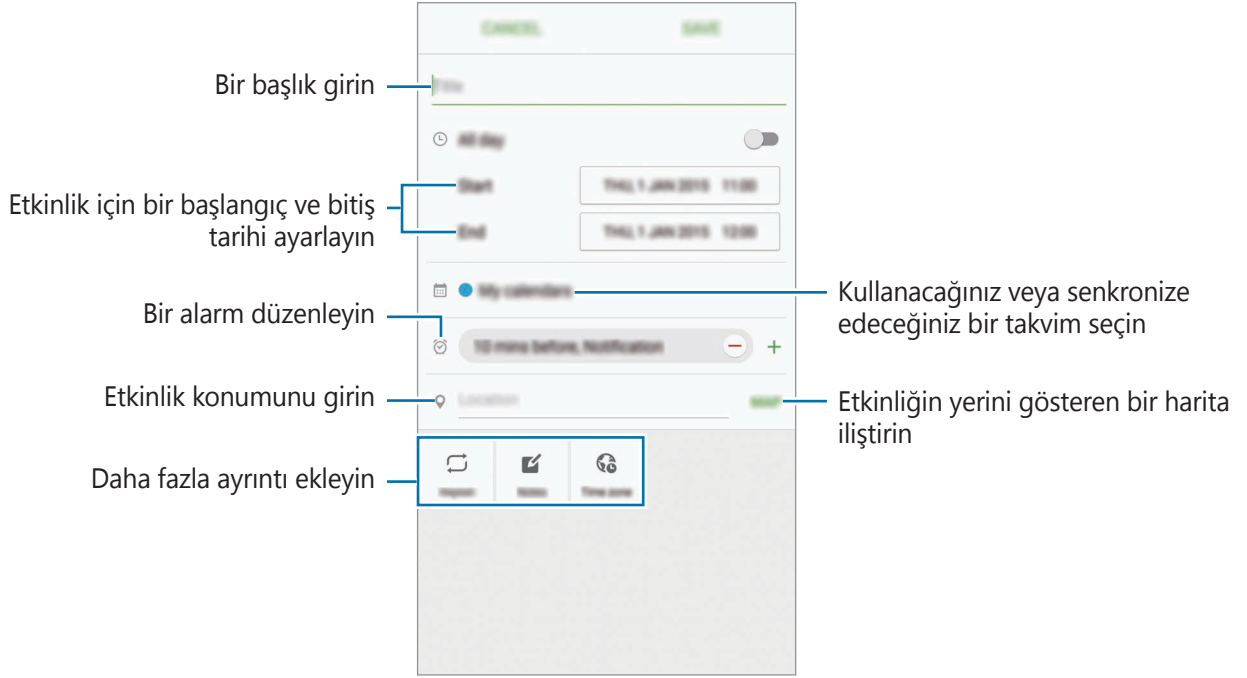 CANCEL
SAVE
Bir başlık girin
Title
All day
Etkinlik için bir başlangıç ve bitiş
tarihi ayarlayın
Start
THU, 1 JAN 2015 11:00
End
THU, 1 JAN 2015 12:00
My calendars
Kullanacağınız veya senkronize
edeceğiniz bir takvim seçin
Bir alarm düzenleyin
10 mins before, Notification
Etkinlik konumunu girin
Location
MAP
Etkinliğin yerini gösteren bir harita
iliştirin
Daha fazla ayrıntı ekleyin
Repeat
Notes
Time zone